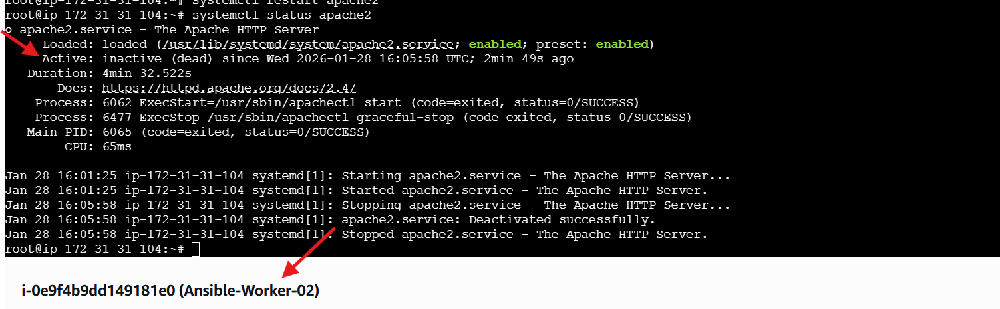 root@ip-172-31-31-104:~# systemctl restart apache2
root@ip-172-31-31-104:~# systemctl status apache2
○ apache2.service - The Apache HTTP Server
Loaded: loaded (/usr/lib/systemd/system/apache2.service; enabled; preset: enabled)
Active: inactive (dead) since Wed 2026-01-28 16:05:58 UTC; 2min 49s ago
Duration: 4min 32.522s
Docs: https://httpd.apache.org/docs/2.4/
Process: 6062 ExecStart=/usr/sbin/apachectl start (code=exited, status=0/SUCCESS)
Process: 6477 ExecStop=/usr/sbin/apachectl graceful-stop (code=exited, status=0/SUCCESS)
Main PID: 6065 (code=exited, status=0/SUCCESS)
CPU: 65ms
Jan 28 16:01:25 ip-172-31-31-104 systemd[1]: Starting apache2.service - The Apache HTTP Server...
Jan 28 16:01:25 ip-172-31-31-104 systemd[1]: Started apache2.service - The Apache HTTP Server.
Jan 28 16:05:58 ip-172-31-31-104 systemd[1]: Stopping apache2.service - The Apache HTTP Server...
Jan 28 16:05:58 ip-172-31-31-104 systemd[1]: apache2.service: Deactivated successfully.
Jan 28 16:05:58 ip-172-31-31-104 systemd[1]: Stopped apache2.service - The Apache HTTP Server.
root@ip-172-31-31-104:~#
i-0e9f4b9dd149181e0 (Ansible-Worker-02)